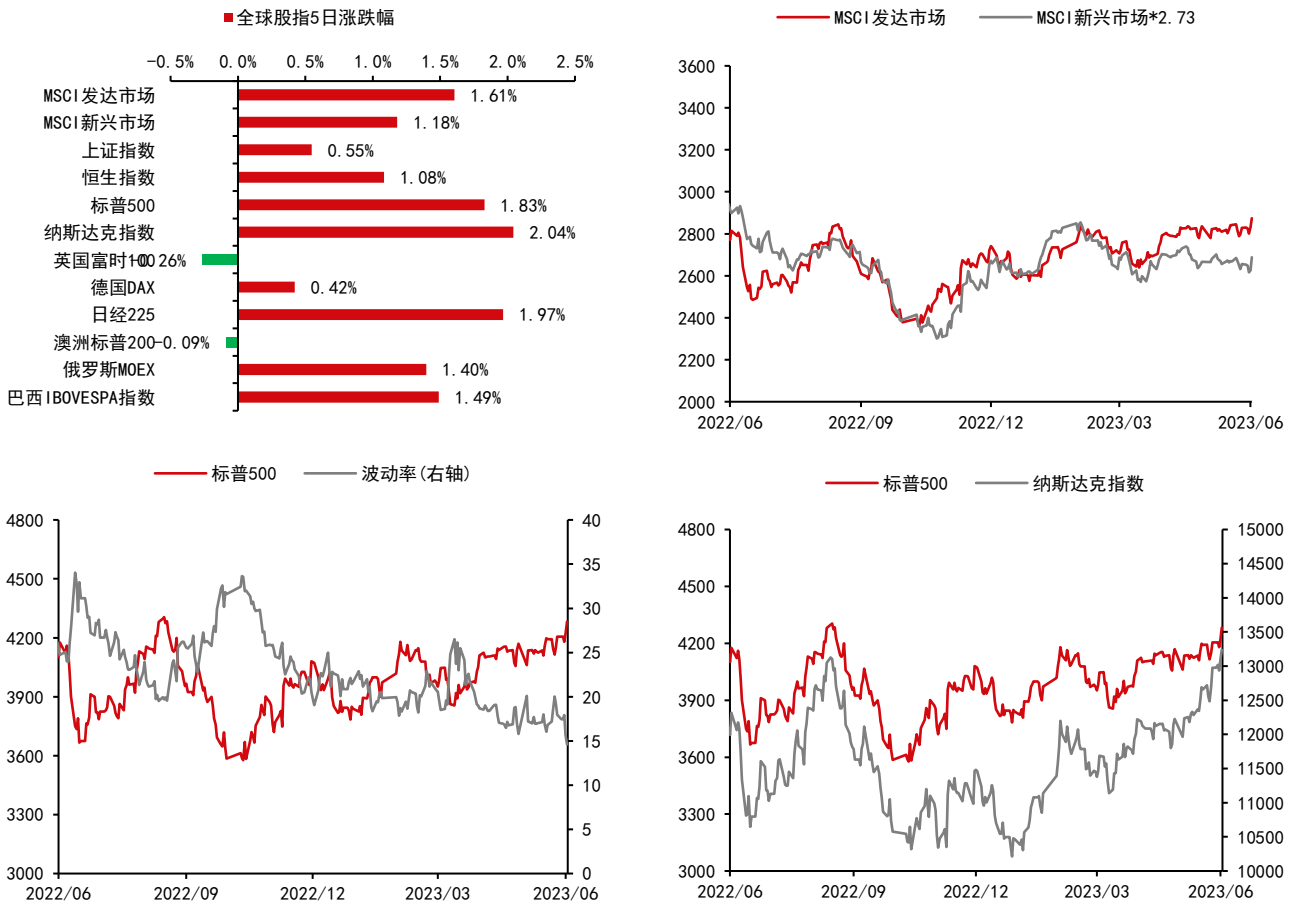 全球股指5日涨跌幅
-0.5% 0.0% 0.5% 1.0% 1.5% 2.0% 2.5%
MSCI发达市场 1.61%
MSCI新兴市场 1.18%
上证指数 0.55%
恒生指数 1.08%
标普500 1.83%
纳斯达克指数 2.04%
英国富时100 -0.26%
德国DAX 0.42%
日经225 1.97%
澳洲标普200 -0.09%
俄罗斯MOEX 1.40%
巴西IBOVESPA指数 1.49%
MSCI发达市场 MSCI新兴市场*2.73
3600
3400
3200
3000
2800
2600
2400
2200
2000
2022/06 2022/09 2022/12 2023/03 2023/06
标普500 波动率(右轴)
4800 40
35
4500
30
4200
25
3900 20
15
3600
10
3300
5
3000 0
2022/06 2022/09 2022/12 2023/03 2023/06
标普500 纳斯达克指数
4800 15000
14500
4500
14000
13500
4200
13000
3900
12500
12000
3600
11500
11000
3300
10500
3000 10000
2022/06 2022/09 2022/12 2023/03 2023/06